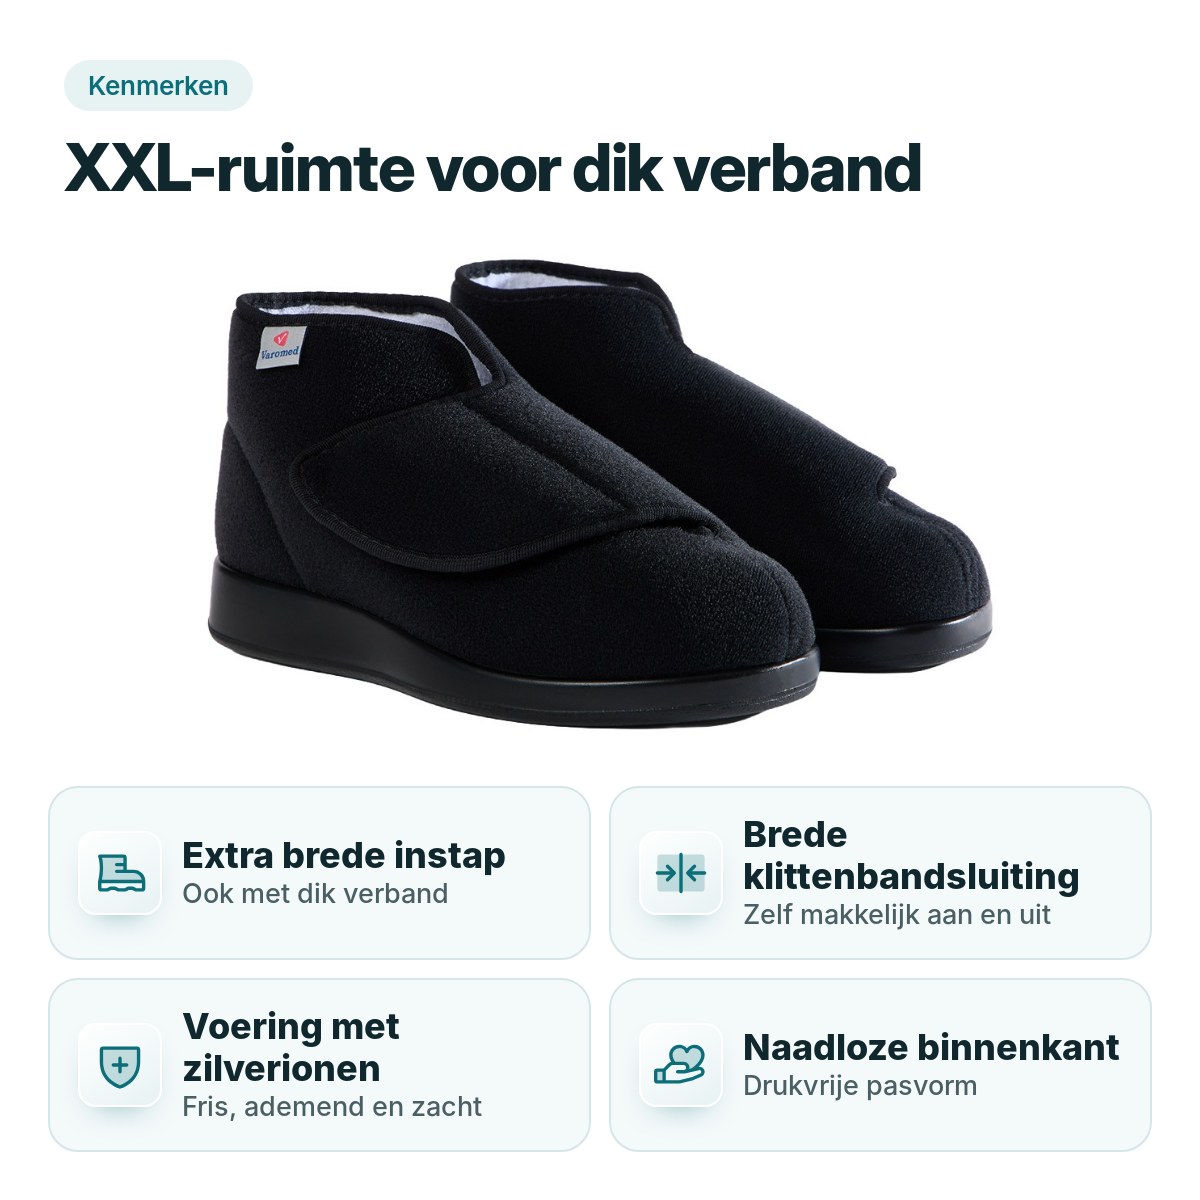 Kenmerken
XXL-ruimte voor dik verband
Varomed
Extra brede instap
Ook met dik verband
Brede
klittenbandsluiting
Zelf makkelijk aan en uit
Voering met
zilverionen
Fris, ademend en zacht
Naadloze binnenkant
Drukvrije pasvorm